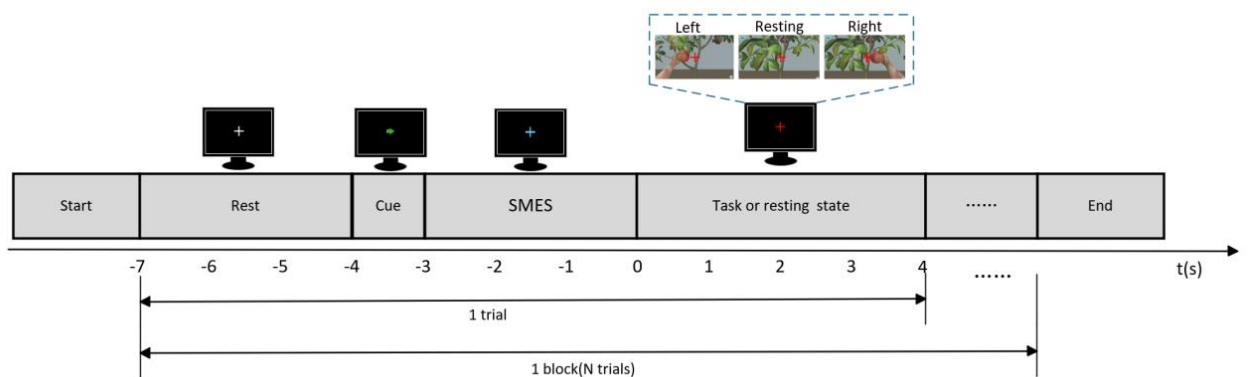 Left Resting Right
Start Rest Cue SMES Task or resting state ...... End
-7 -6 -5 -4 -3 -2 -1 0 1 2 3 4 ...... t(s)
1 trial
1 block(N trials)